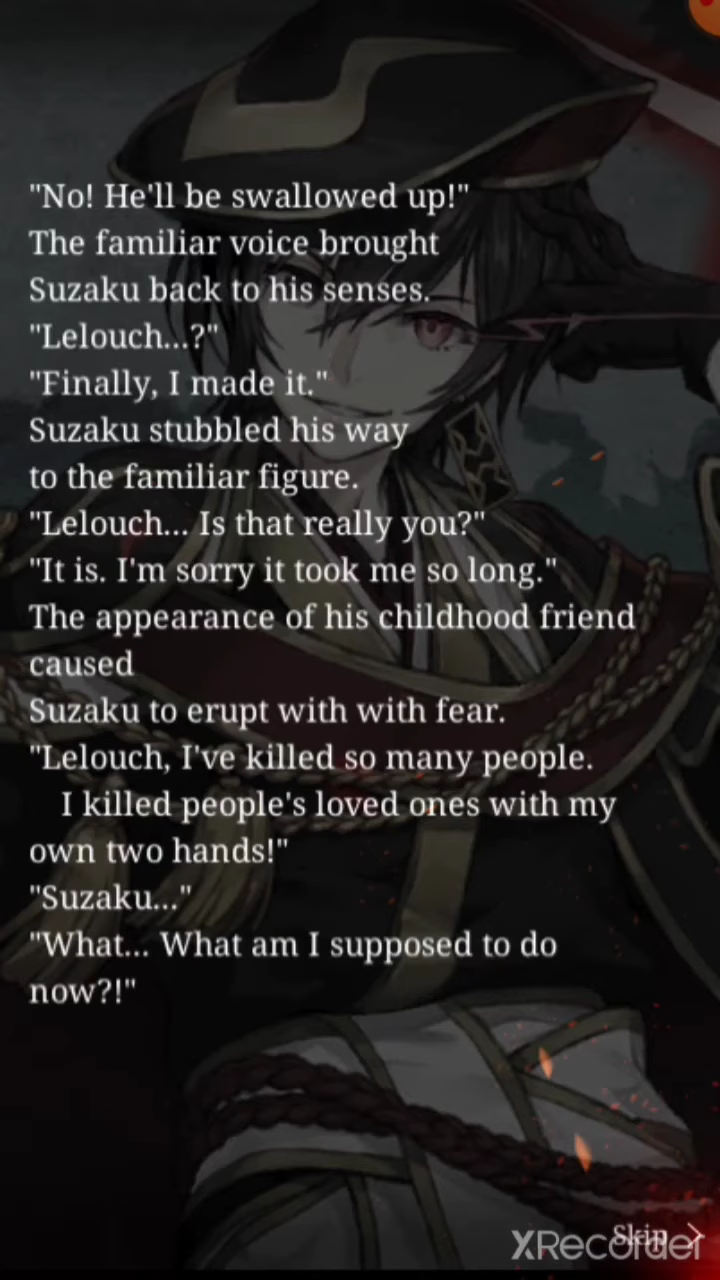 "No! He'll be swallowed up!"
The familiar voice brought
Suzaku back to his senses.
"Lelouch...?"
"Finally, I made it."
Suzaku stubbled his way
to the familiar figure.
"Lelouch... Is that really you?"
"It is. I'm sorry it took me so long."
The appearance of his childhood friend
caused
Suzaku to erupt with with fear.
"Lelouch, I've killed so many people.
I killed people's loved ones with my
own two hands!"
"Suzaku..."
"What... What am I supposed to do
now?!"
Skip >
XRecorder